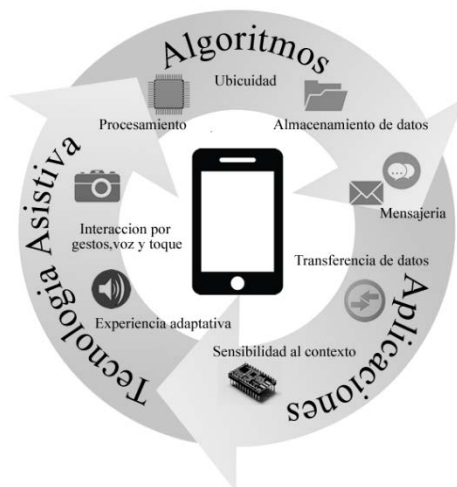 Algoritmos
Ubicuidad
Procesamiento
Almacenamiento de datos
Mensajeria
Tecnologia Asistiva
Interaccion por
gestos,voz y toque
Transferencia de datos
Experiencia adaptativa
Aplicaciones
Sensibilidad al contexto